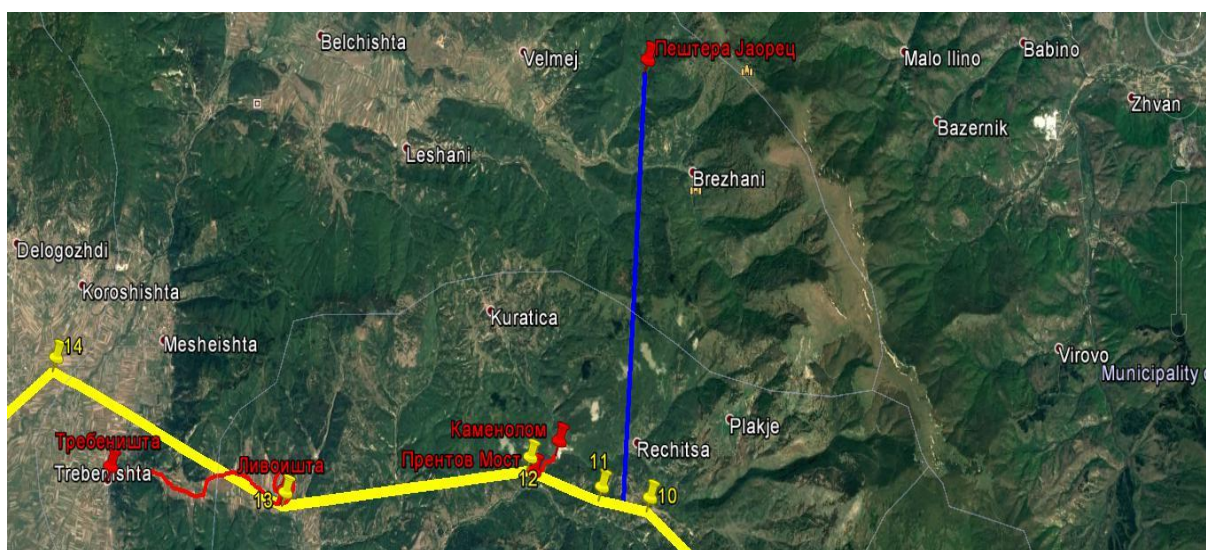 Belchishta
Velmej
Пештера Јаорец
Malo Ilino
Babino
Zhvan
Bazernik
Leshani
Brezhani
Delogozhdi
Koroshishta
Kuratica
Mesheishta
14
Virovo
Municipality o
Plakje
Каменолом
Rechitsa
Требеништа
Trebenishta
Ливоишта
Прентов Мост
13
12
11
10